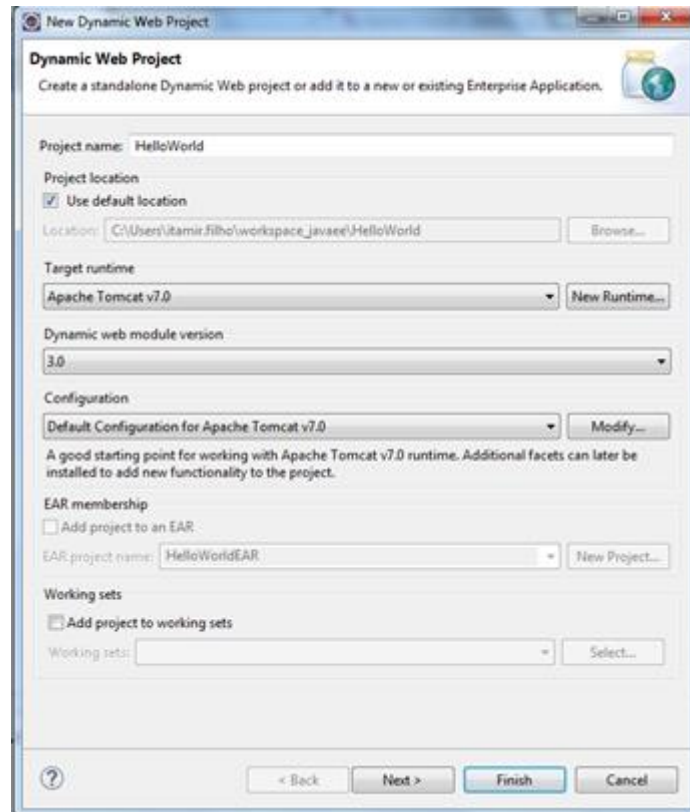 New Dynamic Web Project
Dynamic Web Project
Create a standalone Dynamic Web project or add it to a new or existing Enterprise Application.
Project name: HelloWorld
Project location
Use default location
Location: C:\Users\itamir.filho\workspace_javaee\HelloWorld Browse...
Target runtime
Apache Tomcat v7.0 New Runtime...
Dynamic web module version
3.0
Configuration
Default Configuration for Apache Tomcat v7.0 Modify...
A good starting point for working with Apache Tomcat v7.0 runtime. Additional facets can later be
installed to add new functionality to the project.
EAR membership
Add project to an EAR
EAR project name: HelloWorldEAR New Project...
Working sets
Add project to working sets
Working sets: Select...
? < Back Next > Finish Cancel